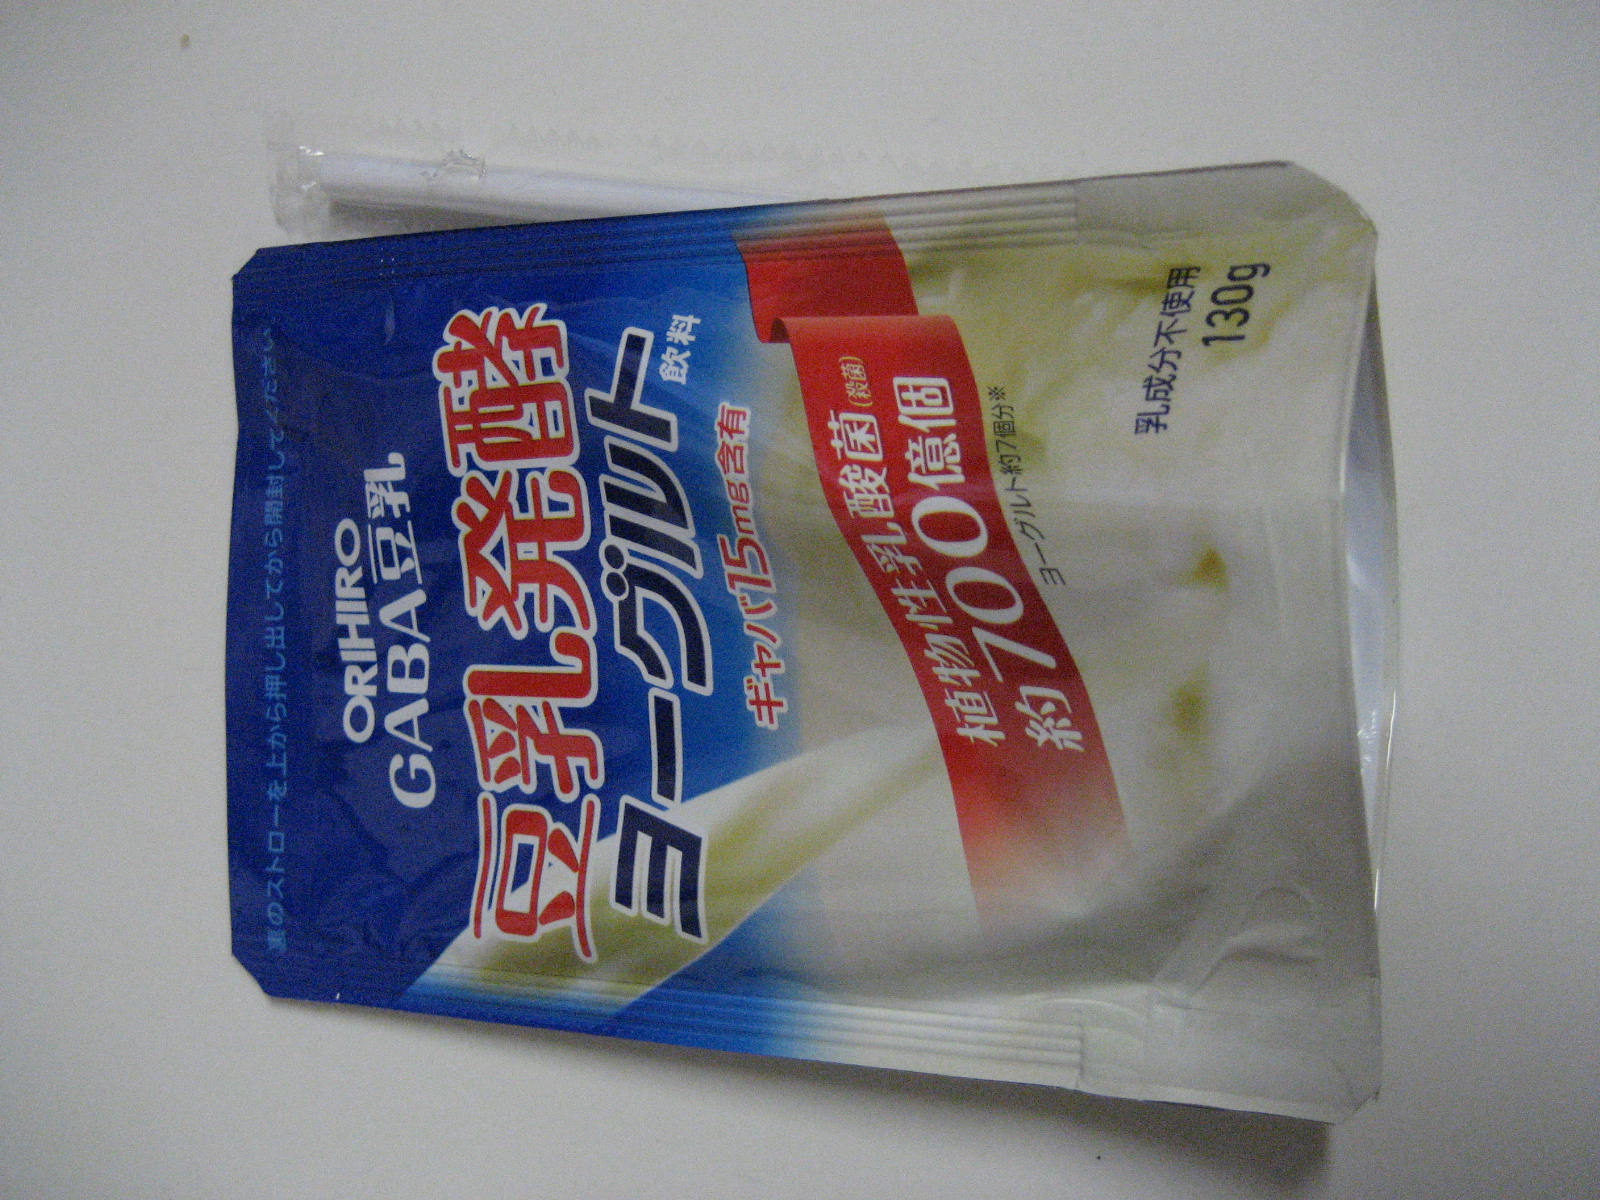 裏のストローを上から押し出してから開封してください
ORIHIRO
GABA豆乳
豆乳発酵
ヨーグルト
飲料
ギャバ15mg含有
植物性乳酸菌(殺菌)
約700億個
ヨーグルト約7個分※
乳成分不使用
130g